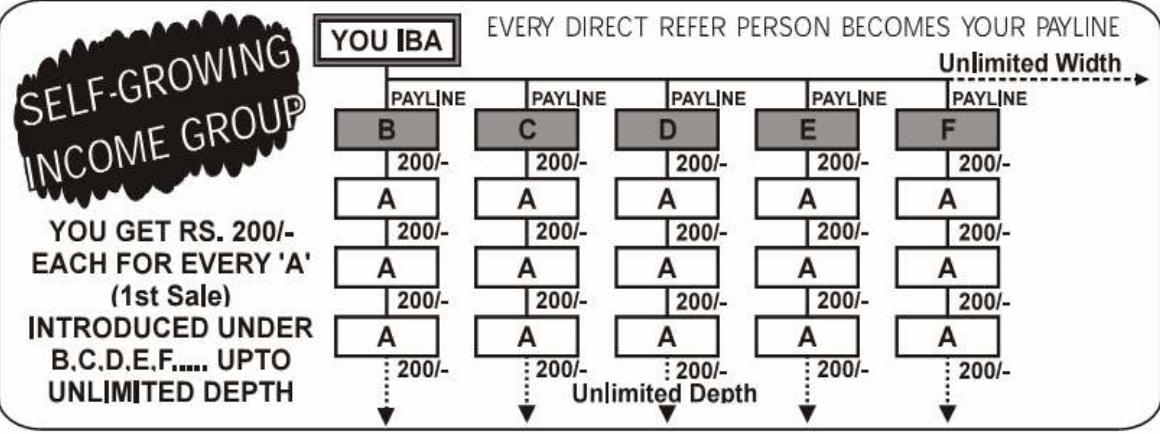 SELF-GROWING
INCOME GROUP
YOU GET RS. 200/-
EACH FOR EVERY 'A'
(1st Sale)
INTRODUCED UNDER
B,C,D,E,F..... UPTO
UNLIMITED DEPTH
YOU IBA
EVERY DIRECT REFER PERSON BECOMES YOUR PAYLINE
Unlimited Width
PAYLINE PAYLINE PAYLINE PAYLINE PAYLINE
B C D E F
200/- 200/- 200/- 200/- 200/-
A A A A A
200/- 200/- 200/- 200/- 200/-
A A A A A
200/- 200/- 200/- 200/- 200/-
A A A A A
200/- 200/- 200/- 200/- 200/-
Unlimited Depth